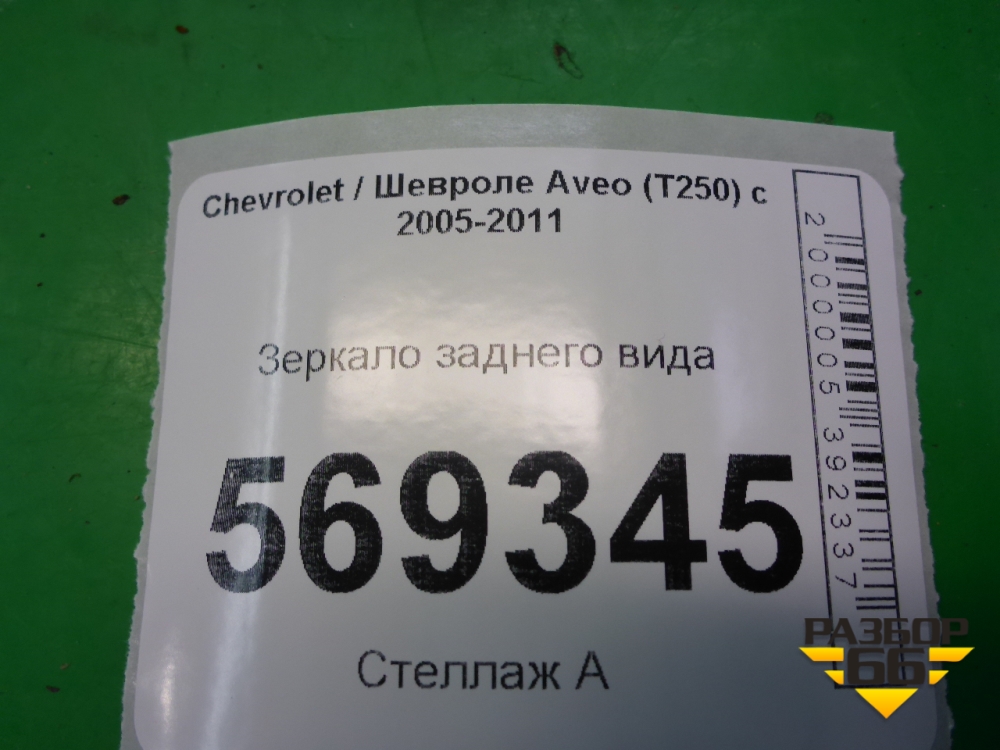 Chevrolet / Шевроле Aveo (T250) с
2005-2011
Зеркало заднего вида
569345
Стеллаж А
2000005392337
РАЗБОР
66